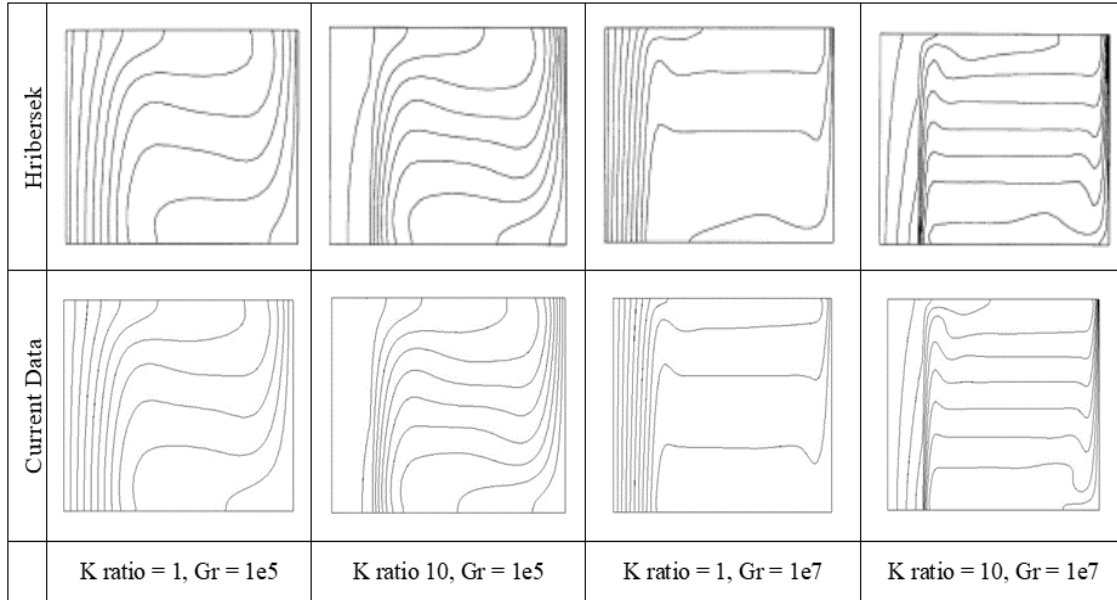 Hribersek
Current Data
K ratio = 1, Gr = 1e5
K ratio 10, Gr = 1e5
K ratio = 1, Gr = 1e7
K ratio = 10, Gr = 1e7